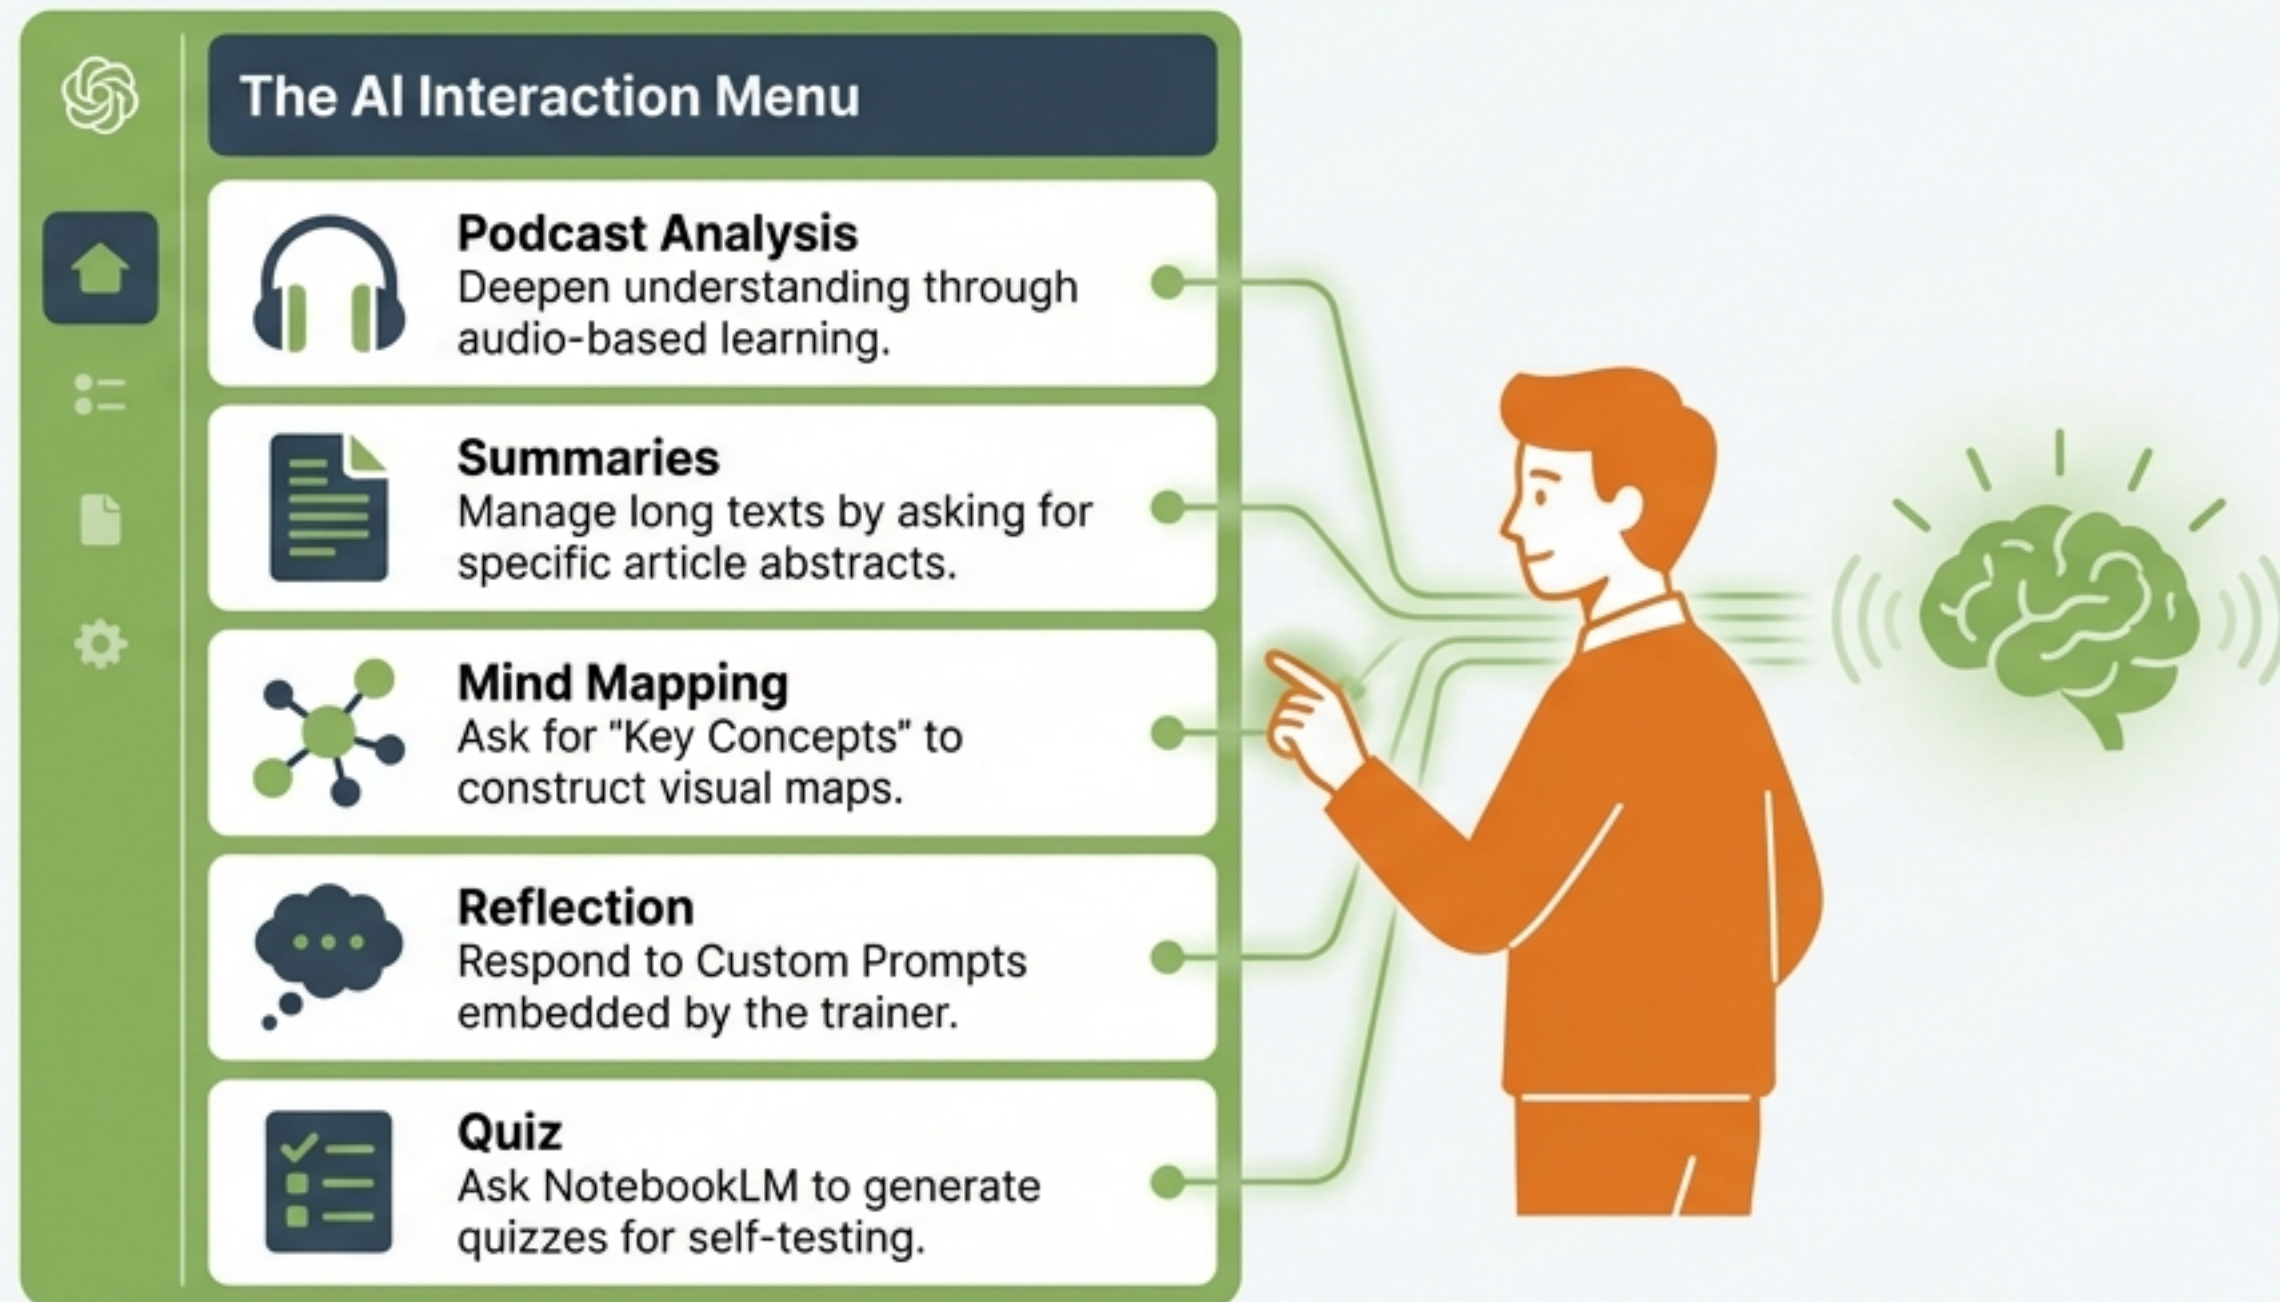 The AI Interaction Menu
Podcast Analysis
Deepen understanding through
audio-based learning.
Summaries
Manage long texts by asking for
specific article abstracts.
Mind Mapping
Ask for "Key Concepts" to
construct visual maps.
Reflection
Respond to Custom Prompts
embedded by the trainer.
Quiz
Ask NotebookLM to generate
quizzes for self-testing.